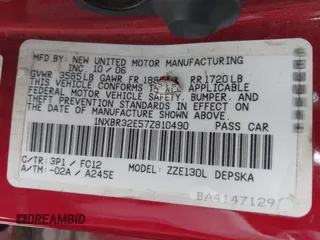 MFD. BY: NEW UNITED MOTOR MANUFACTURING
INC 10 / 06
GVWR 3585LB GAWR FR RR1720LB
THIS VEHICLE CONFORMS TO ALL APPLICABLE
FEDERAL MOTOR VEHICLE SAFETY, BUMPER, AND
THEFT PREVENTION STANDARDS IN EFFECT ON
THE DATE OF MANUFACTURE SHOWN ABOVE.
1NXBR32E57Z810490 PASS CAR
C/TR: 3P1 / FC12 MODEL: ZZE130L DEPSKA
A/TM: -02A / A245E
BA4147129
DREAMBID